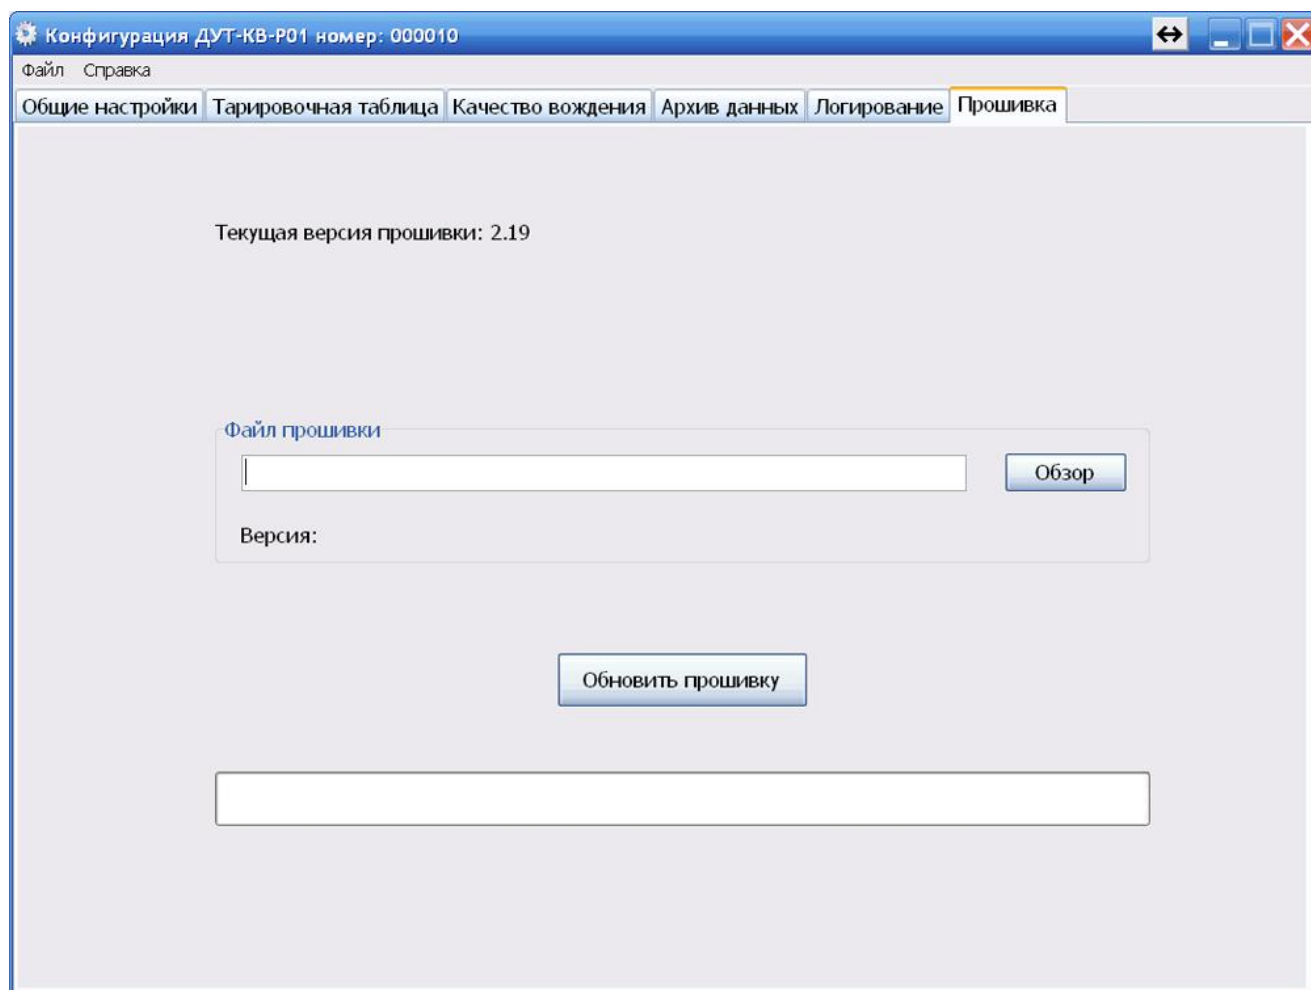 Конфигурация ДУТ-КВ-Р01 номер: 000010
Файл Справка
Общие настройки Тарировочная таблица Качество вождения Архив данных Логирование Прошивка
Текущая версия прошивки: 2.19
Файл прошивки
Обзор
Версия:
Обновить прошивку